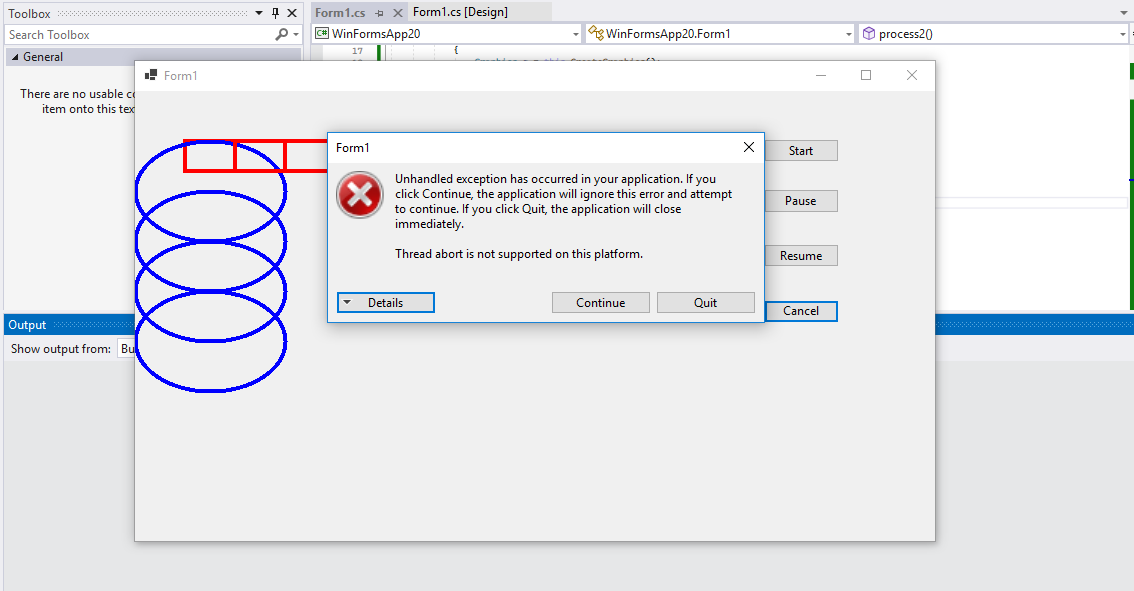 Toolbox
Form1.cs
Form1.cs [Design]
Search Toolbox
C# WinFormsApp20
WinFormsApp20.Form1
process2()
General
17
{
Form1
There are no usable co
item onto this tex
Form1
Unhandled exception has occurred in your application. If you
click Continue, the application will ignore this error and attempt
to continue. If you click Quit, the application will close
immediately.
Thread abort is not supported on this platform.
Details
Continue
Quit
Start
Pause
Resume
Cancel
Output
Show output from:
Bu